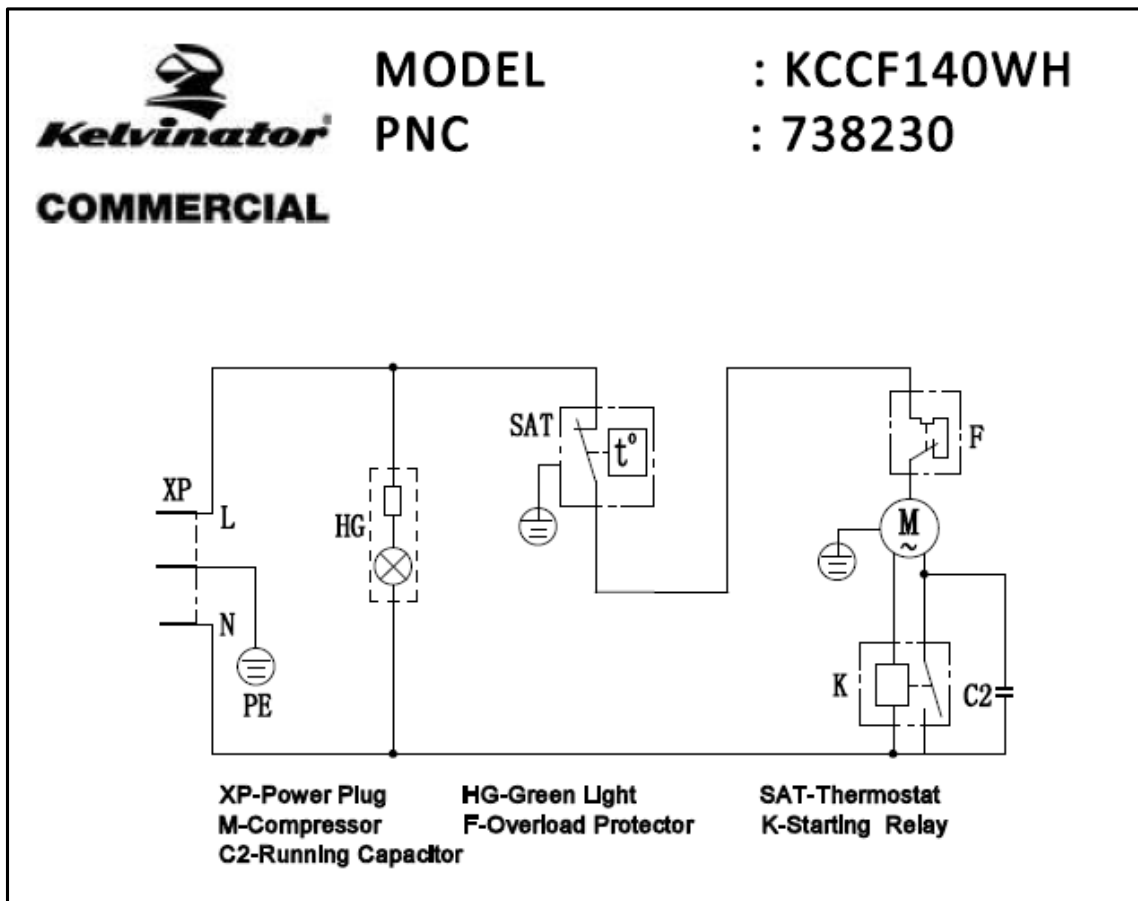 Kelvinator®
COMMERCIAL
MODEL : KCCF140WH
PNC : 738230
SAT
t°
F
XP
L
HG
M
~
N
PE
K
C2
XP-Power Plug HG-Green Light SAT-Thermostat
M-Compressor F-Overload Protector K-Starting Relay
C2-Running Capacitor